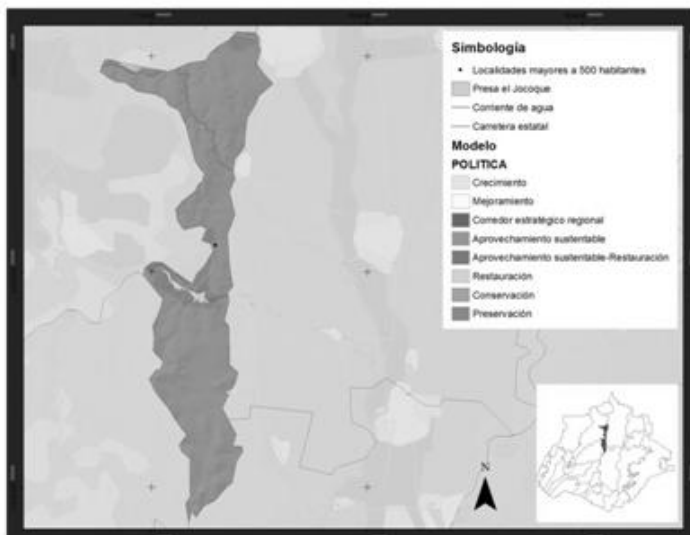 Simbología
Localidades mayores a 500 habitantes
Presa el Jocoque
Corriente de agua
Carretera estatal
Modelo
POLITICA
Crecimiento
Mejoramiento
Corredor estratégico regional
Aprovechamiento sustentable
Aprovechamiento sustentable-Restauración
Restauración
Conservación
Preservación
N